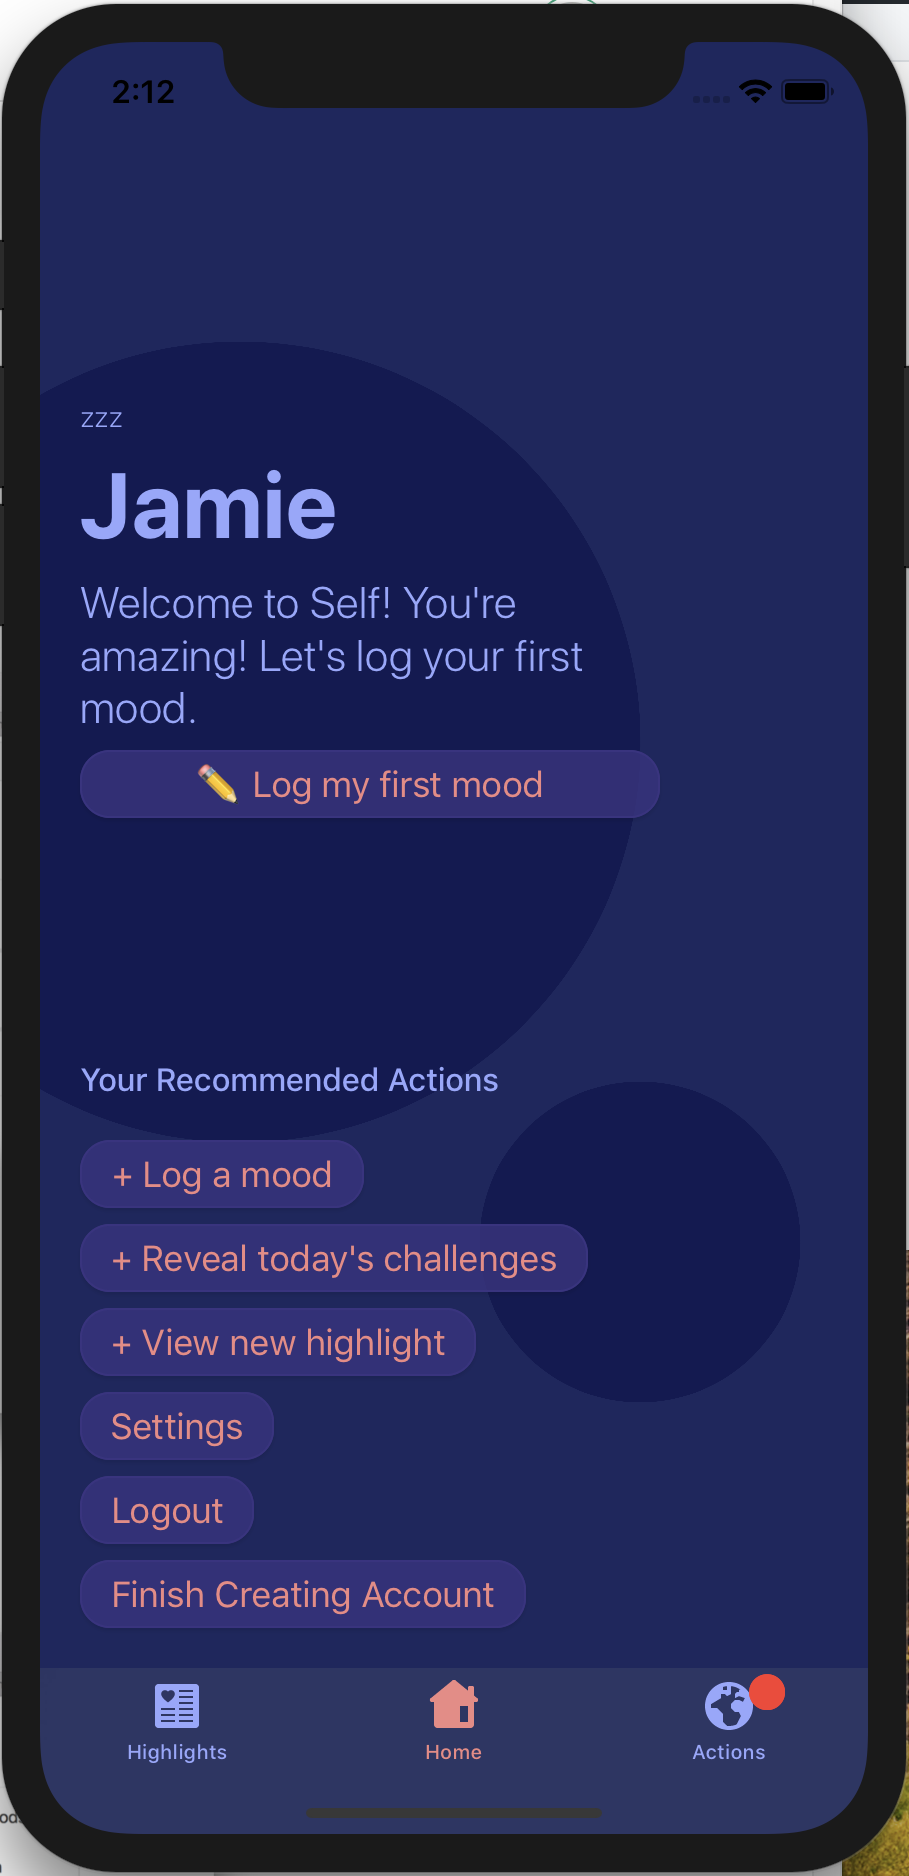 2:12
zzz
Jamie
Welcome to Self! You're
amazing! Let's log your first
mood.
✏️ Log my first mood
Your Recommended Actions
+ Log a mood
+ Reveal today's challenges
+ View new highlight
Settings
Logout
Finish Creating Account
Highlights
Home
Actions